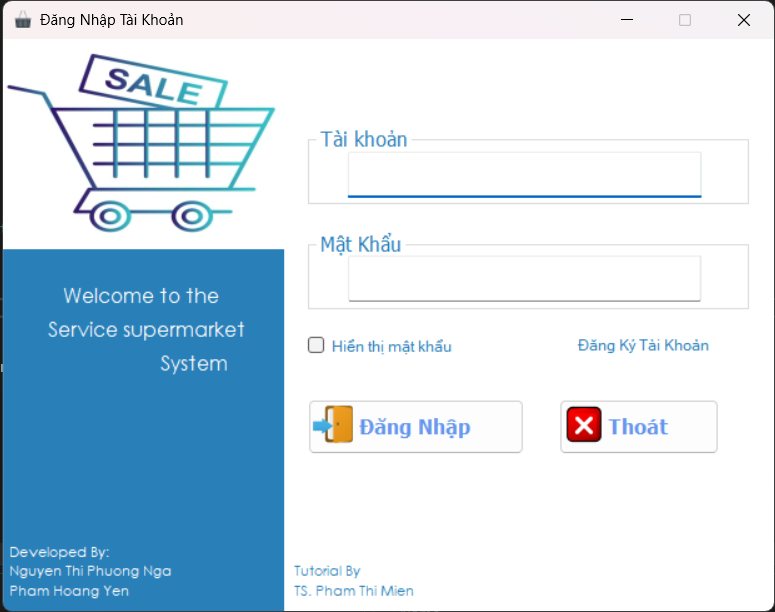 Đăng Nhập Tài Khoản
SALE
Welcome to the
Service supermarket
System
Developed By:
Nguyen Thi Phuong Nga
Pham Hoang Yen
Tài khoản
Mật Khẩu
Hiển thị mật khẩu
Đăng Ký Tài Khoản
Đăng Nhập
Thoát
Tutorial By
TS. Pham Thi Mien